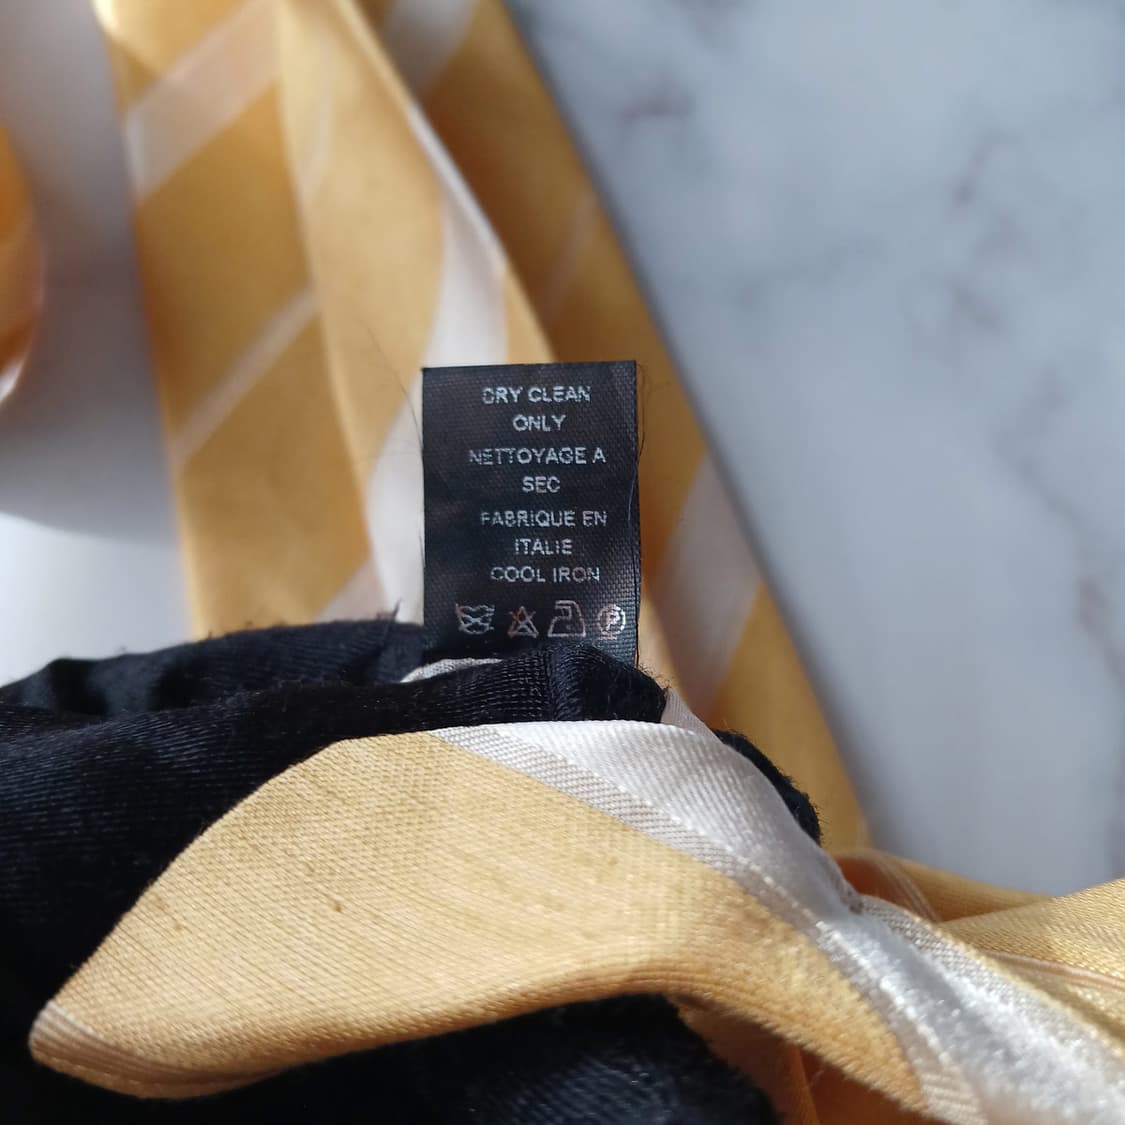 DRY CLEAN
ONLY
NETTOYAGE A
SEC
FABRIQUE EN
ITALIE
COOL IRON
P